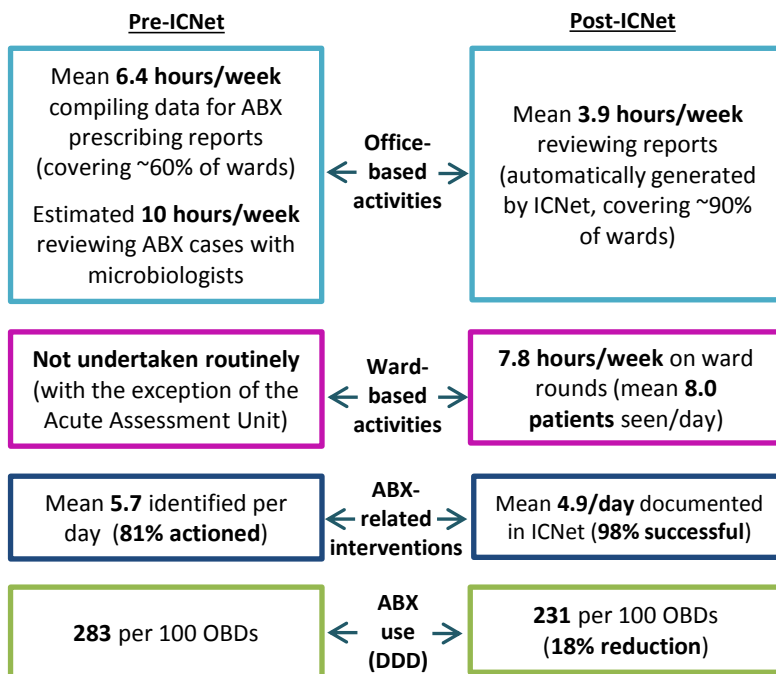 Pre-ICNet
Post-ICNet
Mean 6.4 hours/week
compiling data for ABX
prescribing reports
(covering ~60% of wards)
Estimated 10 hours/week
reviewing ABX cases with
microbiologists
Office-
based
activities
Mean 3.9 hours/week
reviewing reports
(automatically generated
by ICNet, covering ~90%
of wards)
Not undertaken routinely
(with the exception of the
Acute Assessment Unit)
Ward-
based
activities
7.8 hours/week on ward
rounds (mean 8.0
patients seen/day)
Mean 5.7 identified per
day (81% actioned)
ABX-
related
interventions
Mean 4.9/day documented
in ICNet (98% successful)
283 per 100 OBDs
ABX
use
(DDD)
231 per 100 OBDs
(18% reduction)